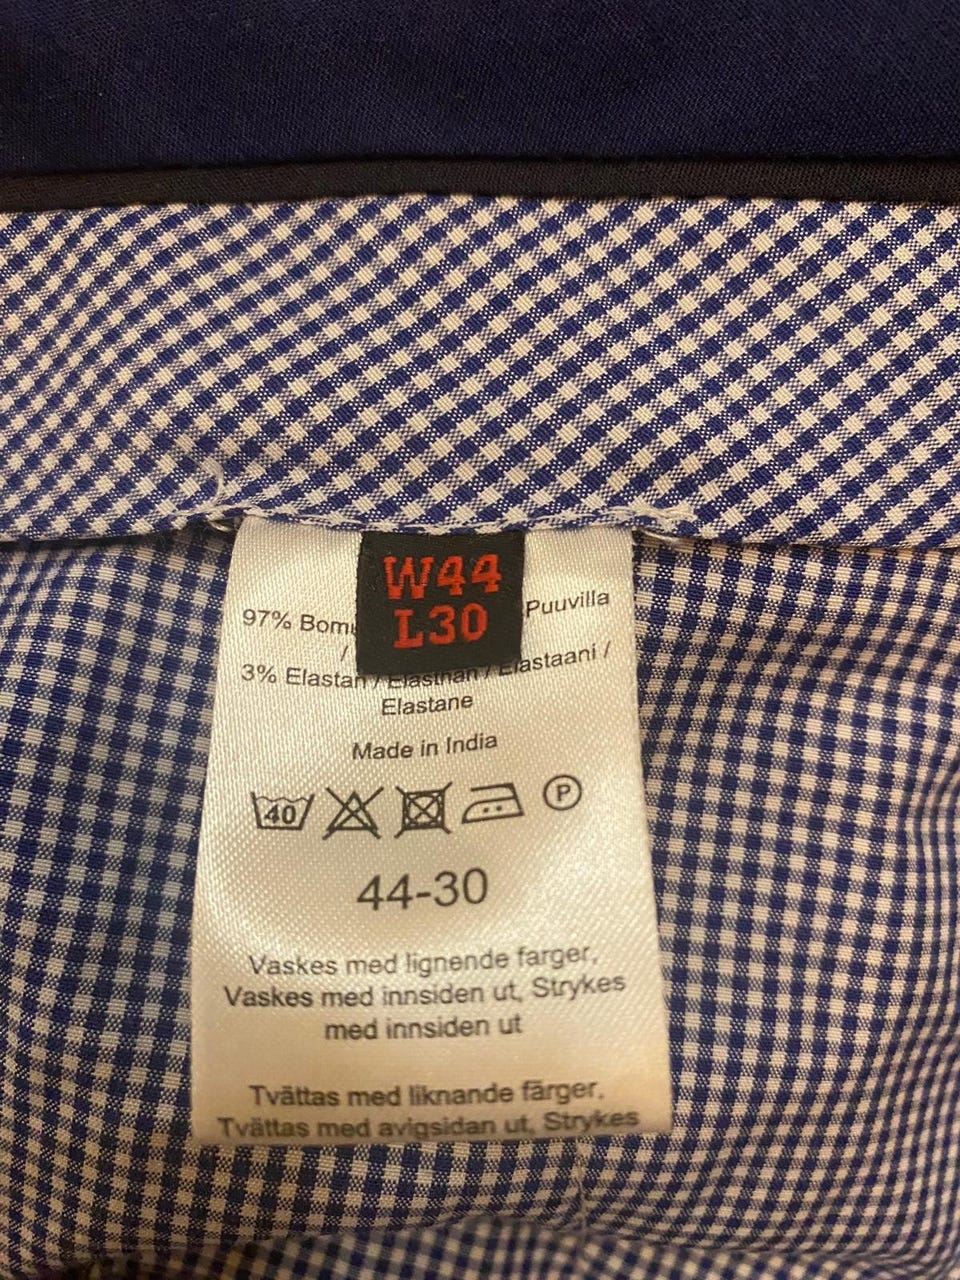 W44
L30
97% Puuvilla
/
3% Elastan / Elasthan / Elastaani /
Elastane
Made in India
40 P
44-30
Vaskes med lignende farger,
Vaskes med innsiden ut, Strykes
med innsiden ut
Tvättas med liknande färger.
Tvättas med avigsidan ut, Strykes